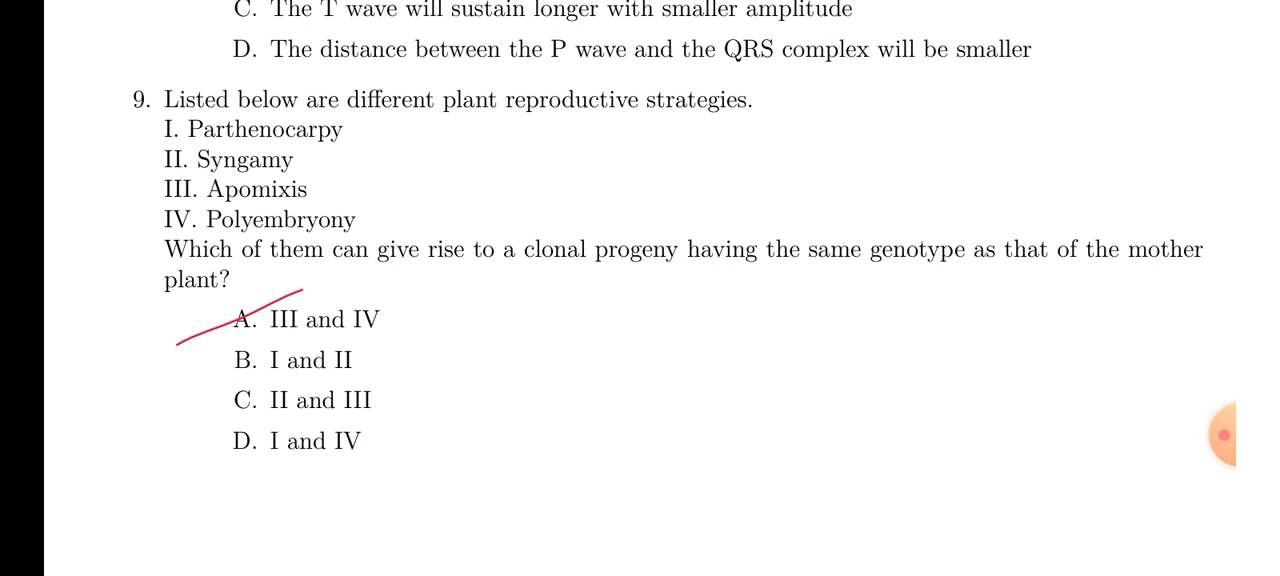 C. The T wave will sustain longer with smaller amplitude
D. The distance between the P wave and the QRS complex will be smaller
9. Listed below are different plant reproductive strategies.
I. Parthenocarpy
II. Syngamy
III. Apomixis
IV. Polyembryony
Which of them can give rise to a clonal progeny having the same genotype as that of the mother
plant?
A. III and IV
B. I and II
C. II and III
D. I and IV